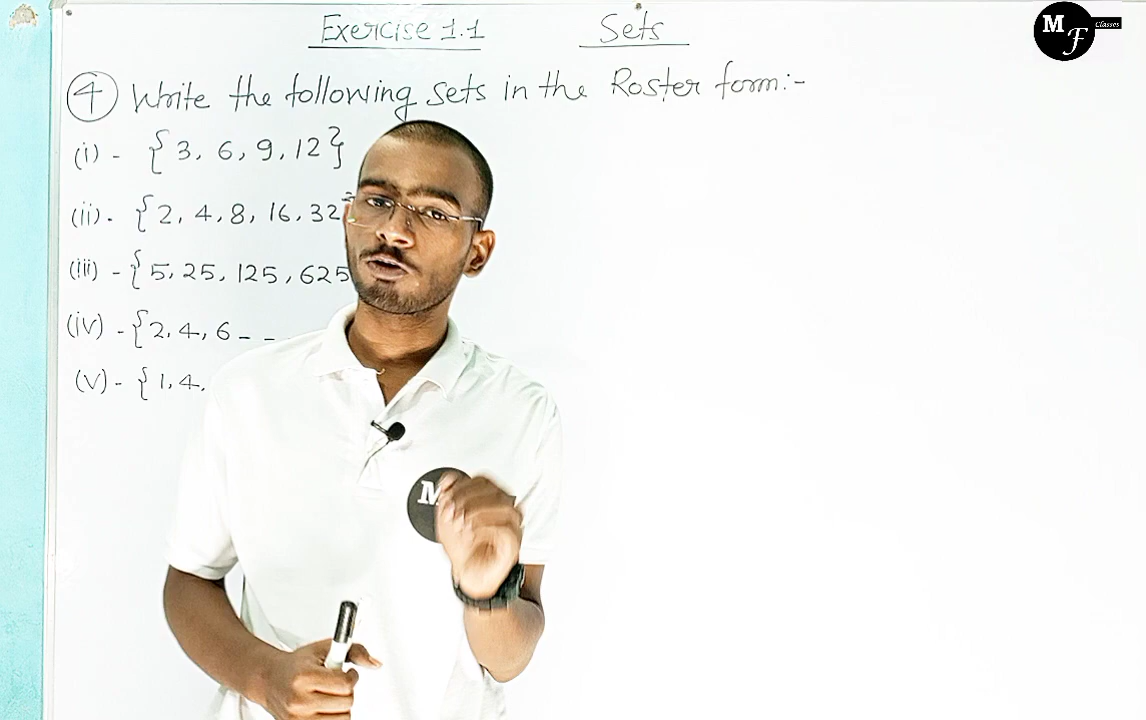 Exercise 1.1 Sets
M F Classes
4 Write the following sets in the Roster form:-
(i) - {3, 6, 9, 12}
(ii) - {2, 4, 8, 16, 32}
(iii) - {5, 25, 125, 625
(iv) - {2, 4, 6 - -
(v) - {1, 4,
M